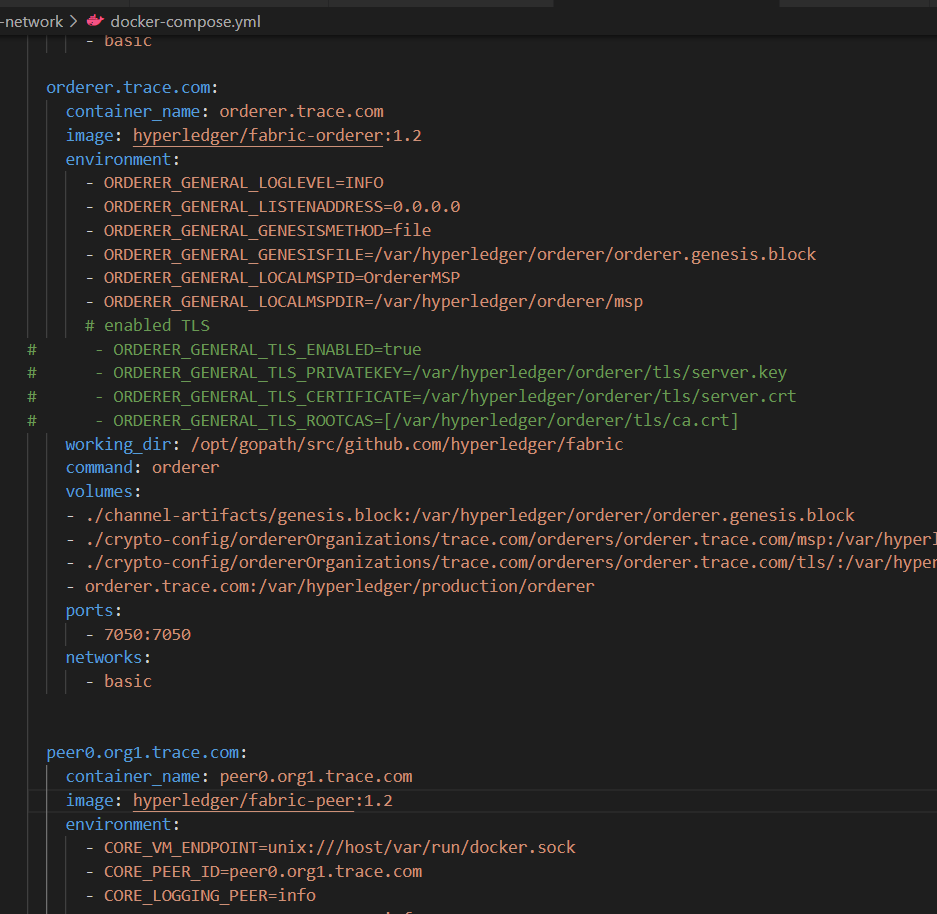 -network > docker-compose.yml
- basic
orderer.trace.com:
container_name: orderer.trace.com
image: hyperledger/fabric-orderer:1.2
environment:
- ORDERER_GENERAL_LOGLEVEL=INFO
- ORDERER_GENERAL_LISTENADDRESS=0.0.0.0
- ORDERER_GENERAL_GENESISMETHOD=file
- ORDERER_GENERAL_GENESISFILE=/var/hyperledger/orderer/orderer.genesis.block
- ORDERER_GENERAL_LOCALMSPID=OrdererMSP
- ORDERER_GENERAL_LOCALMSPDIR=/var/hyperledger/orderer/msp
# enabled TLS
# - ORDERER_GENERAL_TLS_ENABLED=true
# - ORDERER_GENERAL_TLS_PRIVATEKEY=/var/hyperledger/orderer/tls/server.key
# - ORDERER_GENERAL_TLS_CERTIFICATE=/var/hyperledger/orderer/tls/server.crt
# - ORDERER_GENERAL_TLS_ROOTCAS=[/var/hyperledger/orderer/tls/ca.crt]
working_dir: /opt/gopath/src/github.com/hyperledger/fabric
command: orderer
volumes:
- ./channel-artifacts/genesis.block:/var/hyperledger/orderer/orderer.genesis.block
- ./crypto-config/ordererOrganizations/trace.com/orderers/orderer.trace.com/msp:/var/hyperl
- ./crypto-config/ordererOrganizations/trace.com/orderers/orderer.trace.com/tls/:/var/hyper
- orderer.trace.com:/var/hyperledger/production/orderer
ports:
- 7050:7050
networks:
- basic
peer0.org1.trace.com:
container_name: peer0.org1.trace.com
image: hyperledger/fabric-peer:1.2
environment:
- CORE_VM_ENDPOINT=unix:///host/var/run/docker.sock
- CORE_PEER_ID=peer0.org1.trace.com
- CORE_LOGGING_PEER=info